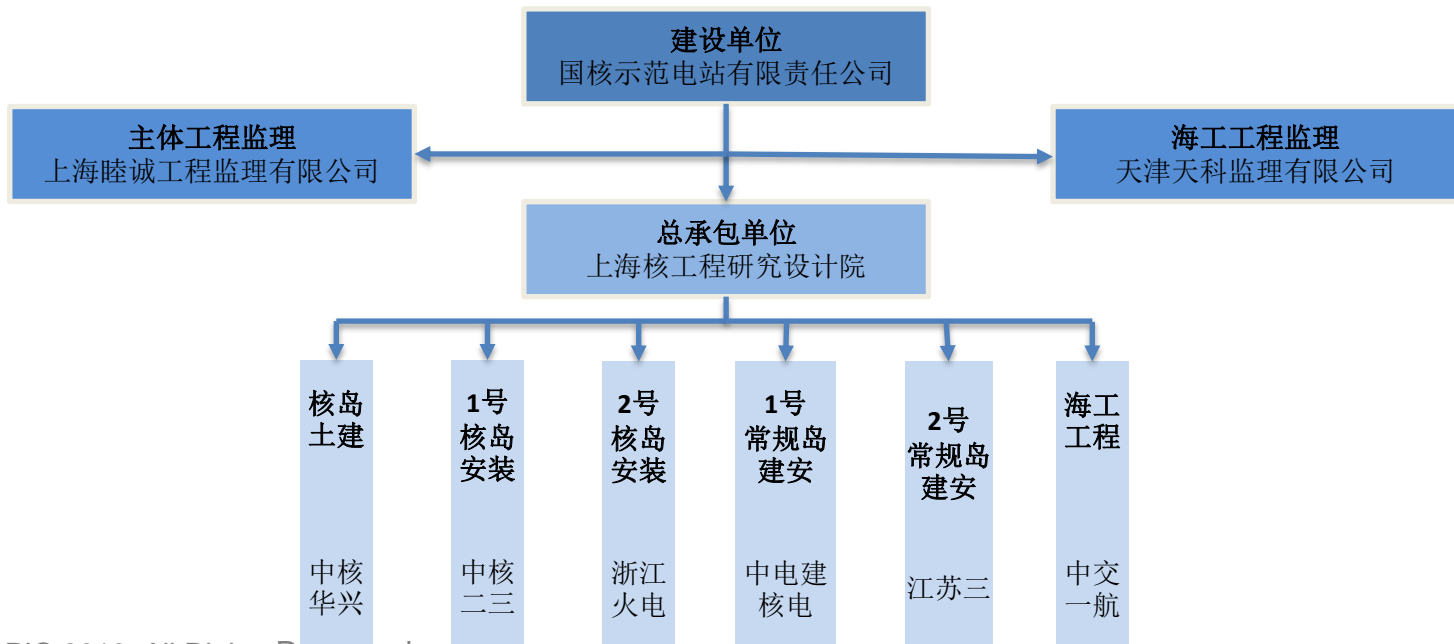 建设单位
国核示范电站有限责任公司
主体工程监理
上海睦诚工程监理有限公司
海工工程监理
天津天科监理有限公司
总承包单位
上海核工程研究设计院
核岛
土建
中核
华兴
1号
核岛
安装
中核
二三
2号
核岛
安装
浙江
火电
1号
常规岛
建安
中电建
核电
2号
常规岛
建安
江苏三
海工
工程
中交
一航